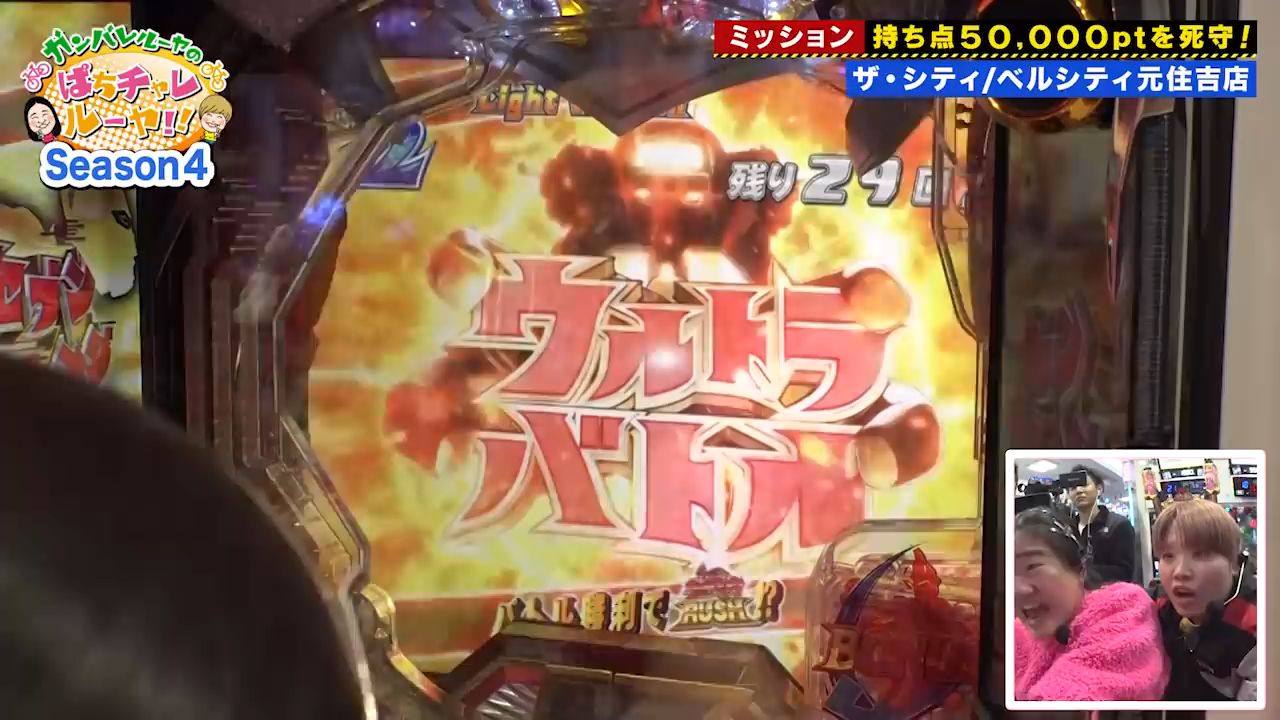 ガンバレルーヤの
ぱちチャレ
ルーヤ!!
Season4
ミッション 持ち点50,000ptを死守!
ザ・シティ/ベルシティ元住吉店
Light
残り29回
ウルトラ
バトル
バトル勝利で RUSH !?